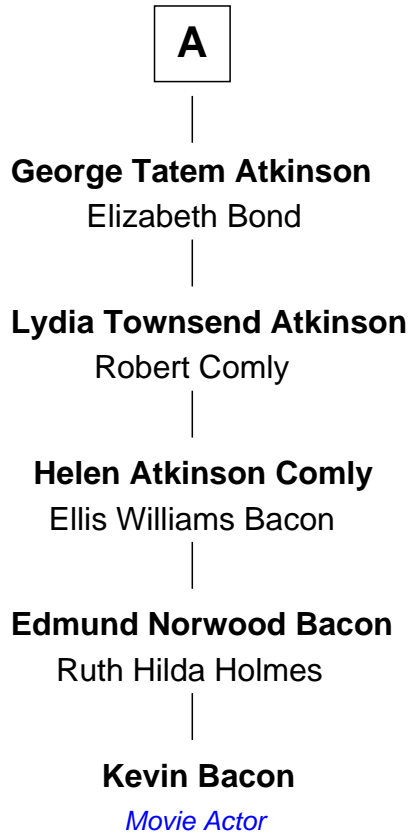 A
George Tatem Atkinson
Elizabeth Bond
Lydia Townsend Atkinson
Robert Comly
Helen Atkinson Comly
Ellis Williams Bacon
Edmund Norwood Bacon
Ruth Hilda Holmes
Kevin Bacon
Movie Actor